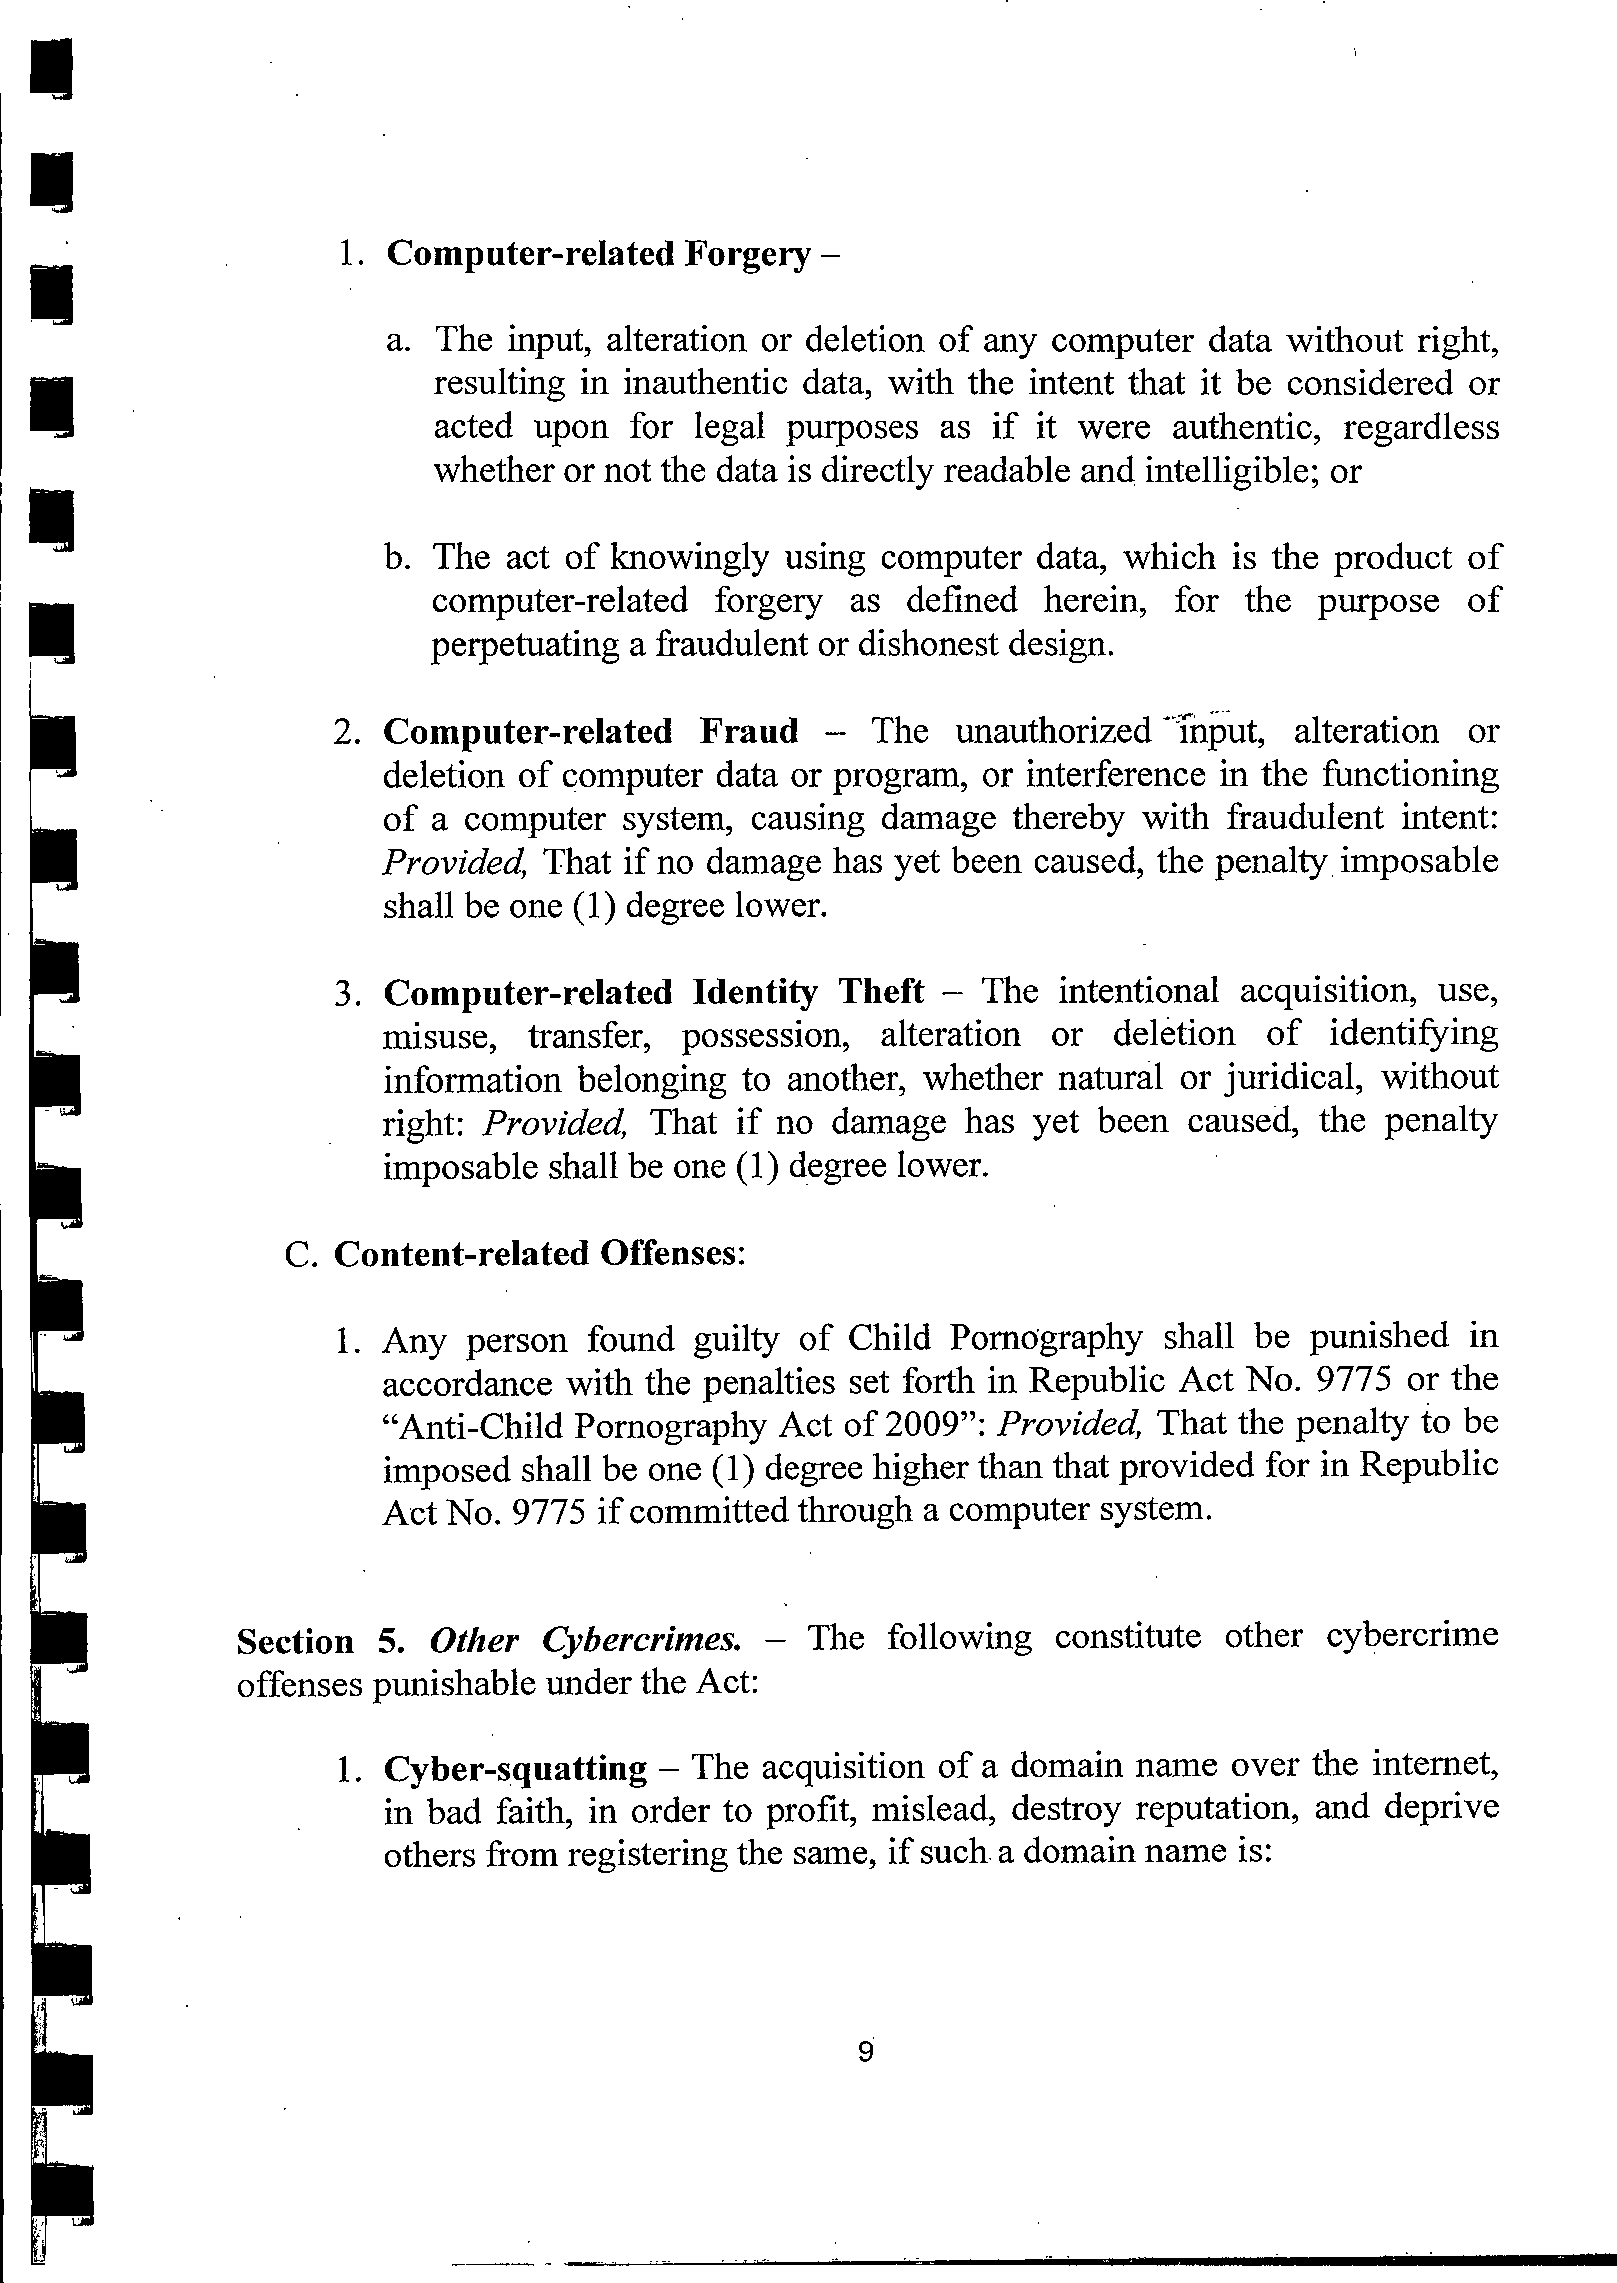 1. Computer-related Forgery –
a. The input, alteration or deletion of any computer data without right,
resulting in inauthentic data, with the intent that it be considered or
acted upon for legal purposes as if it were authentic, regardless
whether or not the data is directly readable and intelligible; or
b. The act of knowingly using computer data, which is the product of
computer-related forgery as defined herein, for the purpose of
perpetuating a fraudulent or dishonest design.
2. Computer-related Fraud – The unauthorized input, alteration or
deletion of computer data or program, or interference in the functioning
of a computer system, causing damage thereby with fraudulent intent:
Provided, That if no damage has yet been caused, the penalty imposable
shall be one (1) degree lower.
3. Computer-related Identity Theft – The intentional acquisition, use,
misuse, transfer, possession, alteration or deletion of identifying
information belonging to another, whether natural or juridical, without
right: Provided, That if no damage has yet been caused, the penalty
imposable shall be one (1) degree lower.
C. Content-related Offenses:
1. Any person found guilty of Child Pornography shall be punished in
accordance with the penalties set forth in Republic Act No. 9775 or the
“Anti-Child Pornography Act of 2009”: Provided, That the penalty to be
imposed shall be one (1) degree higher than that provided for in Republic
Act No. 9775 if committed through a computer system.
Section 5. Other Cybercrimes. – The following constitute other cybercrime
offenses punishable under the Act:
1. Cyber-squatting – The acquisition of a domain name over the internet,
in bad faith, in order to profit, mislead, destroy reputation, and deprive
others from registering the same, if such a domain name is:
9